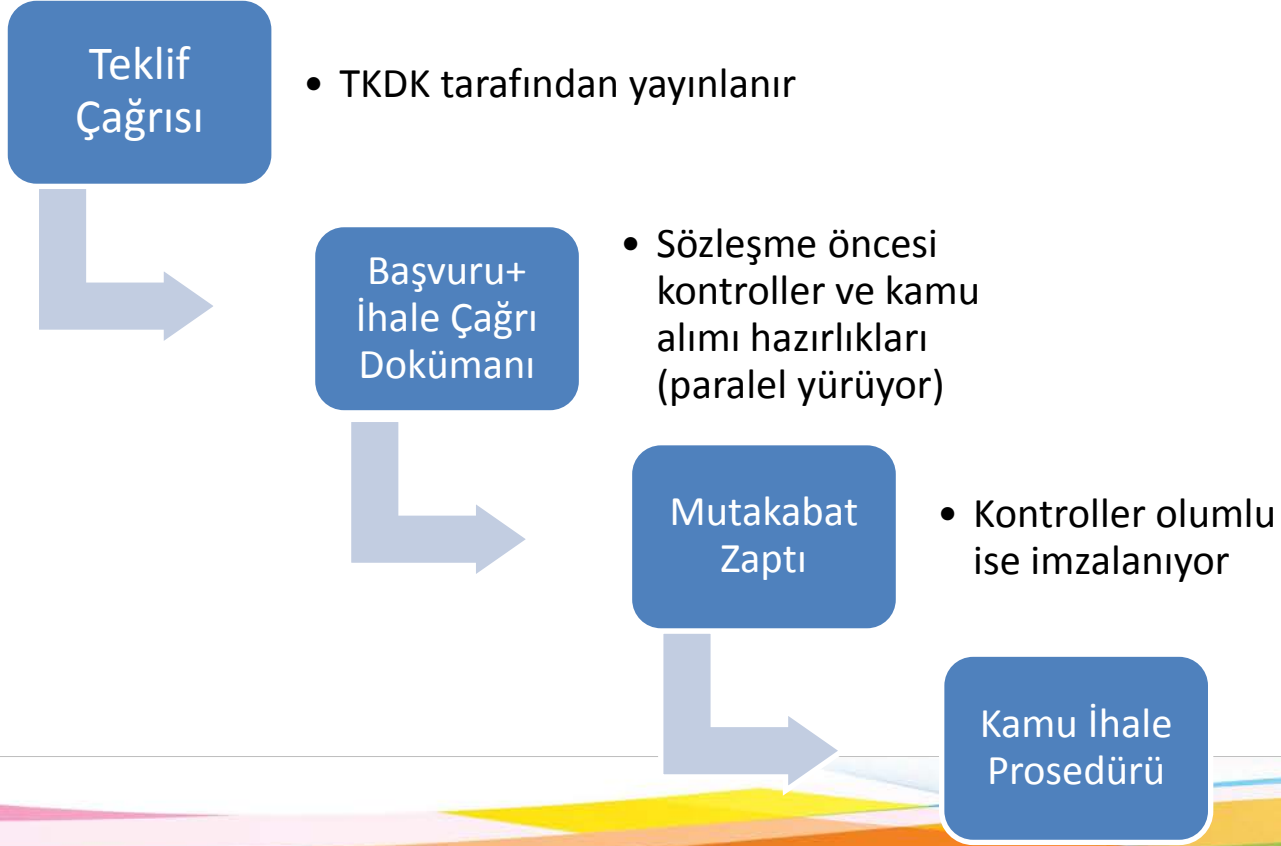 Teklif
Çağrısı
• TKDK tarafından yayınlanır
Başvuru+
İhale Çağrı
Dokümanı
• Sözleşme öncesi
kontroller ve kamu
alımı hazırlıkları
(paralel yürüyor)
Mutakabat
Zaptı
• Kontroller olumlu
ise imzalanıyor
Kamu İhale
Prosedürü